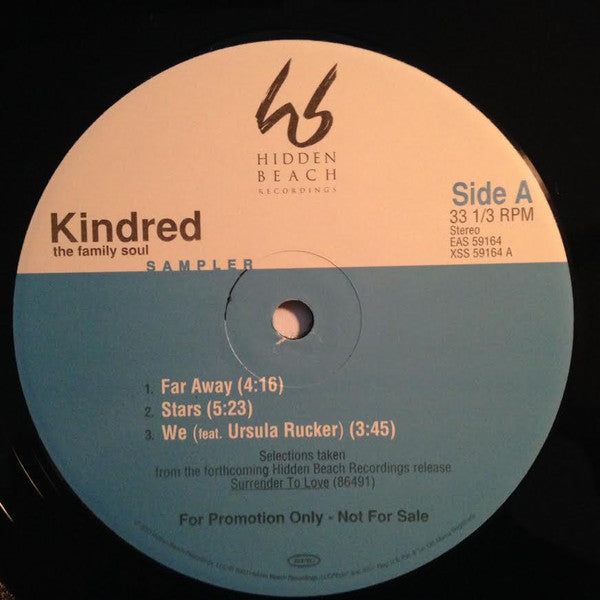 hb
HIDDEN
BEACH
RECORDINGS
Side A
33 1/3 RPM
Stereo
EAS 59164
XSS 59164 A
Kindred
the family soul
SAMPLER
1. Far Away (4:16)
2. Stars (5:23)
3. We (feat. Ursula Rucker) (3:45)
Selections taken
from the forthcoming Hidden Beach Recordings release
Surrender To Love (86491)
For Promotion Only - Not For Sale
epic